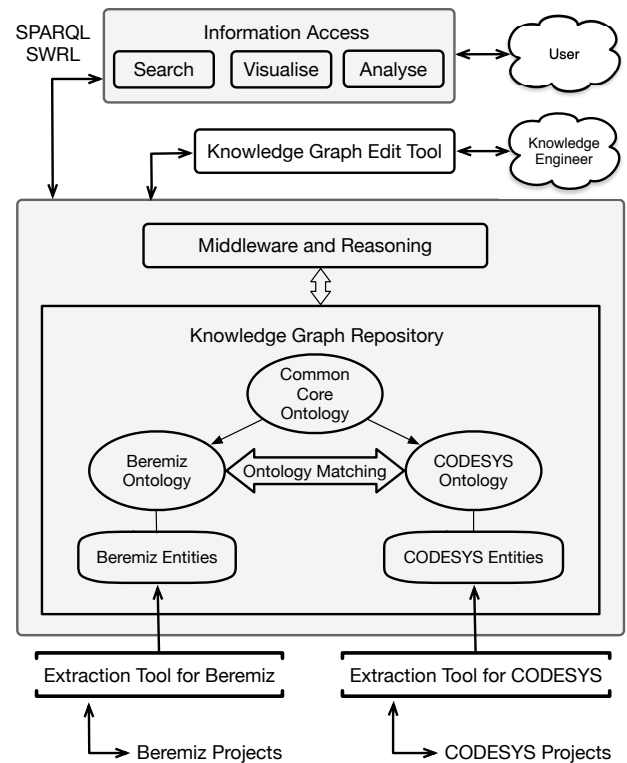 SPARQL
SWRL
Information Access
Search
Visualise
Analyse
User
Knowledge Graph Edit Tool
Knowledge
Engineer
Middleware and Reasoning
Knowledge Graph Repository
Common
Core
Ontology
Beremiz
Ontology
Ontology Matching
CODESYS
Ontology
Beremiz Entities
CODESYS Entities
Extraction Tool for Beremiz
Extraction Tool for CODESYS
Beremiz Projects
CODESYS Projects